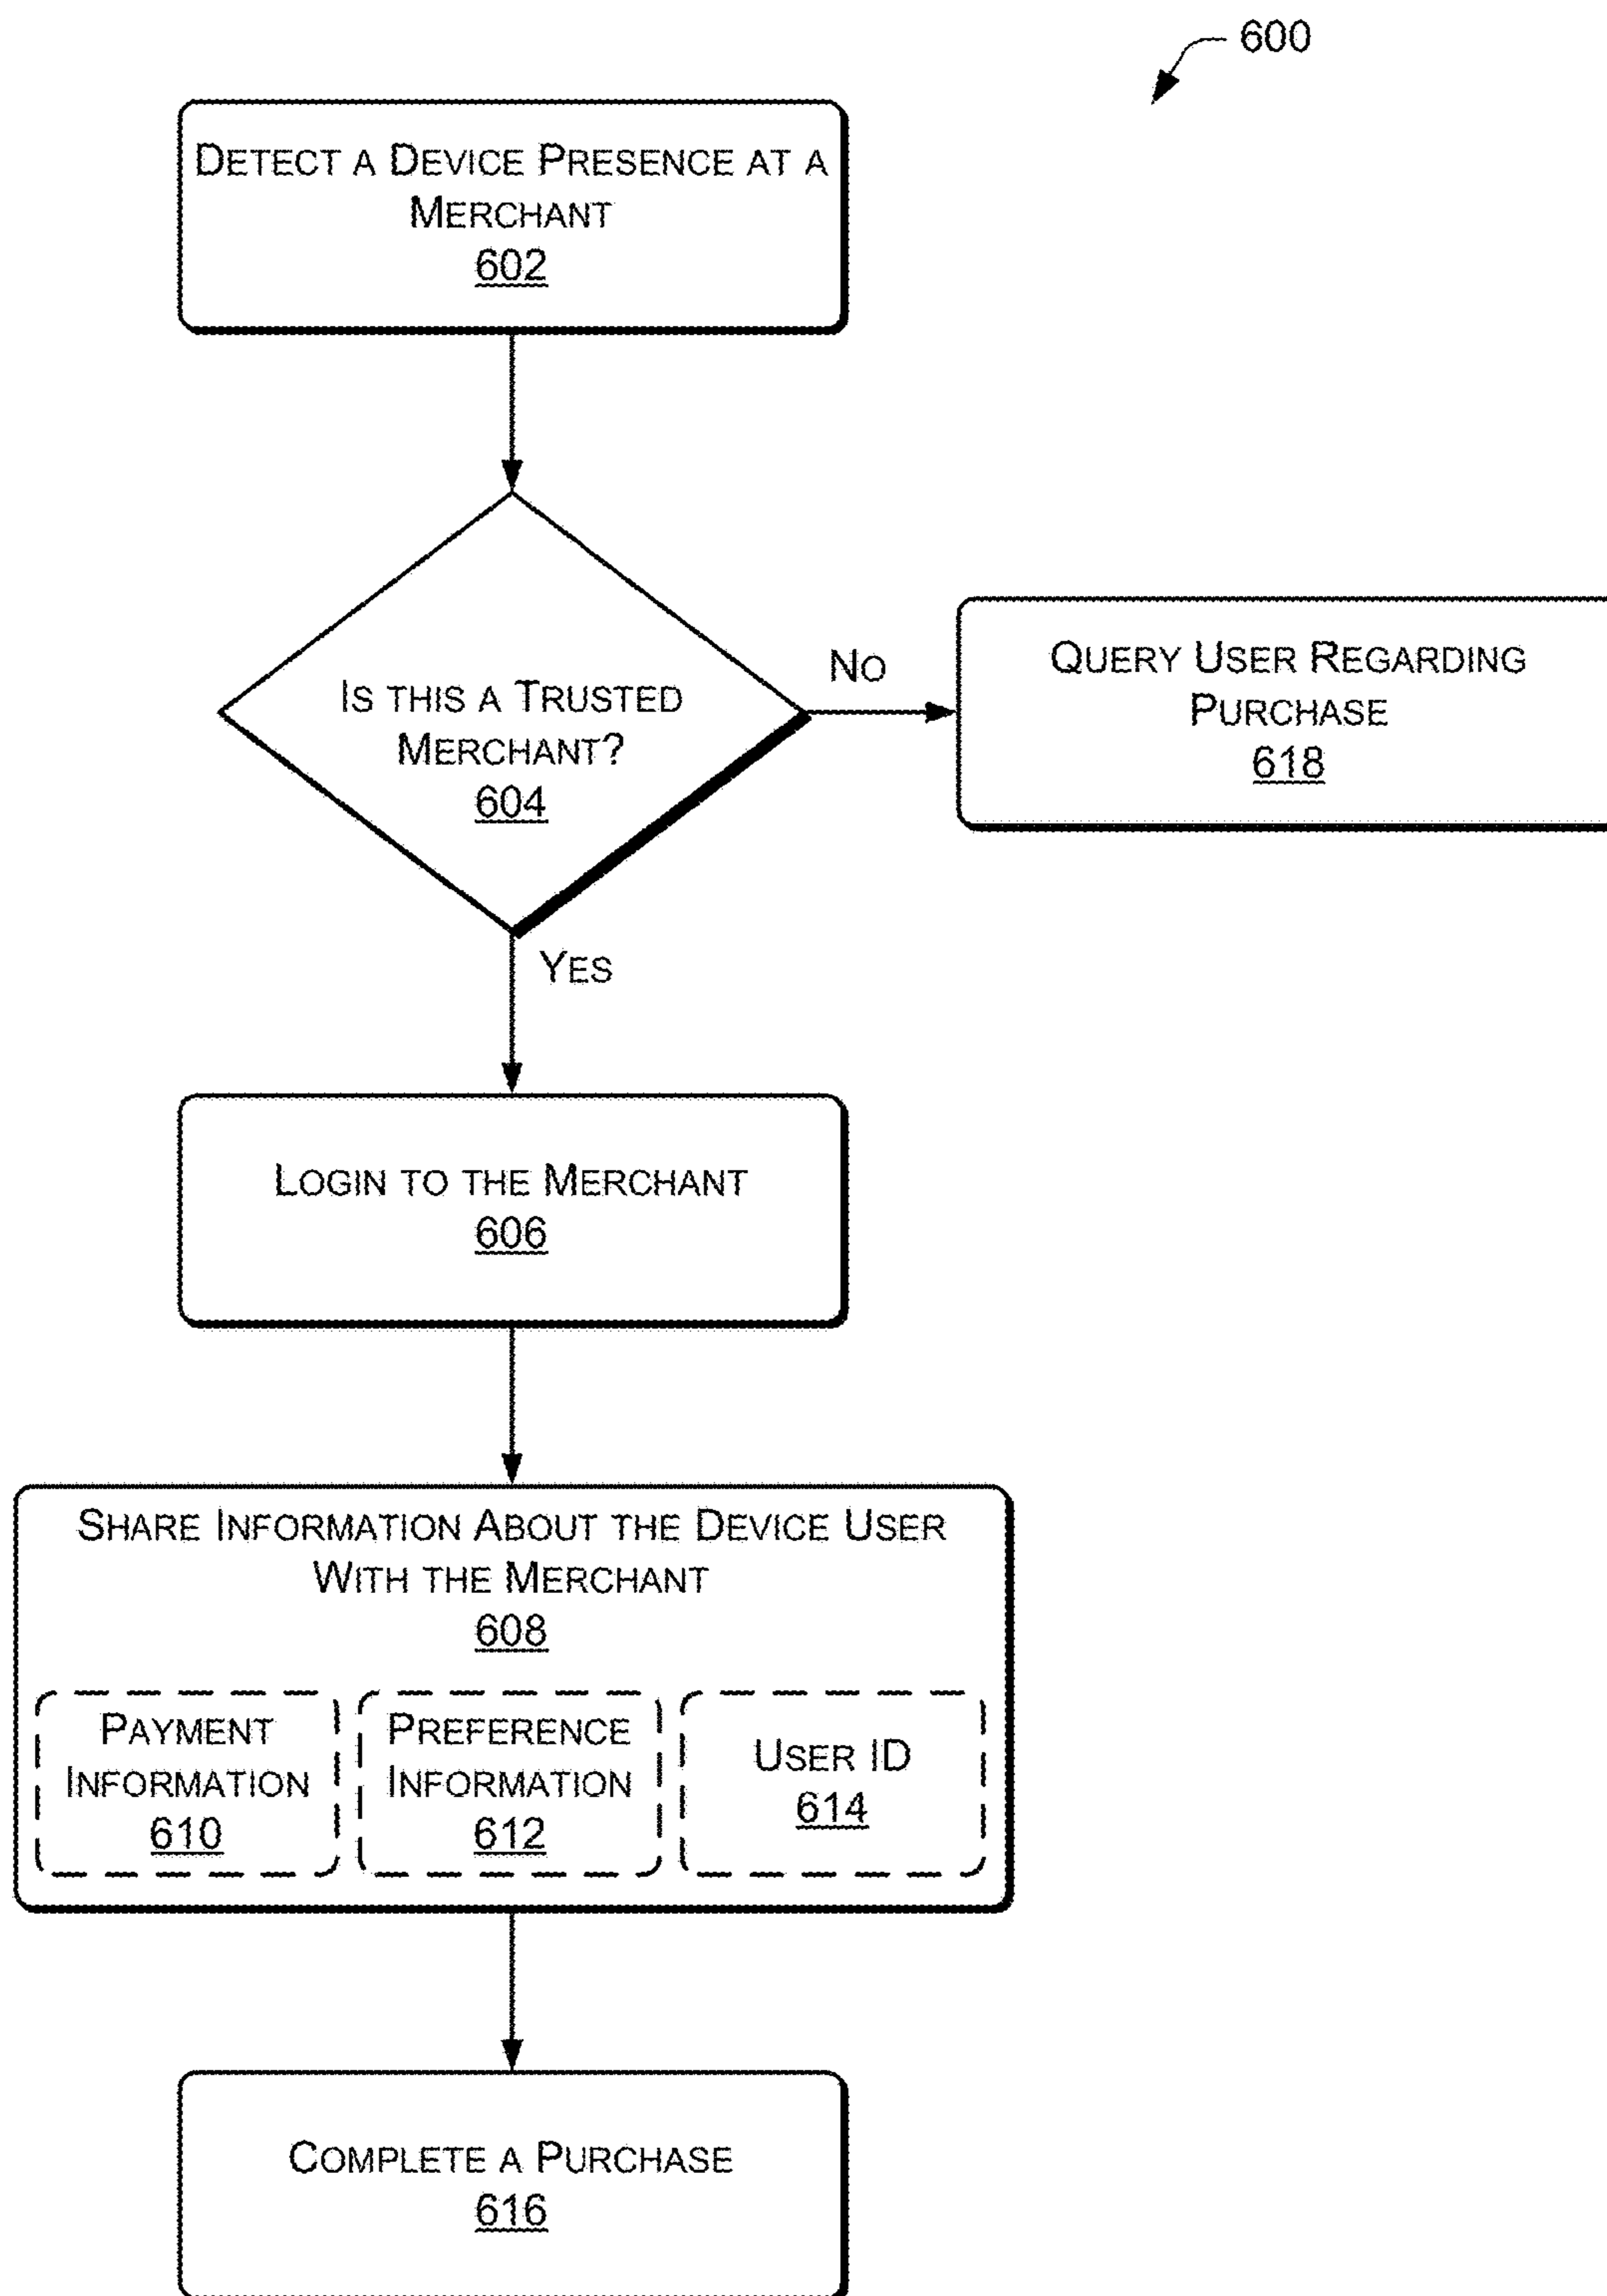 600
Detect a Device Presence at a
Merchant
602
Is this a Trusted
Merchant?
604
No
Query User Regarding
Purchase
618
Yes
Login to the Merchant
606
Share Information About the Device User
With the Merchant
608
Payment
Information
610
Preference
Information
612
User ID
614
Complete a Purchase
616